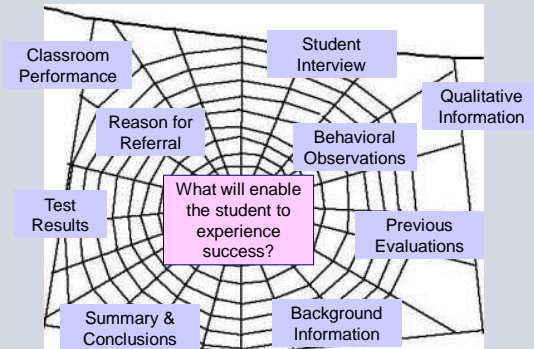 Classroom
Performance
Student
Interview
Qualitative
Information
Reason for
Referral
Behavioral
Observations
What will enable
the student to
experience
success?
Test
Results
Previous
Evaluations
Summary &
Conclusions
Background
Information